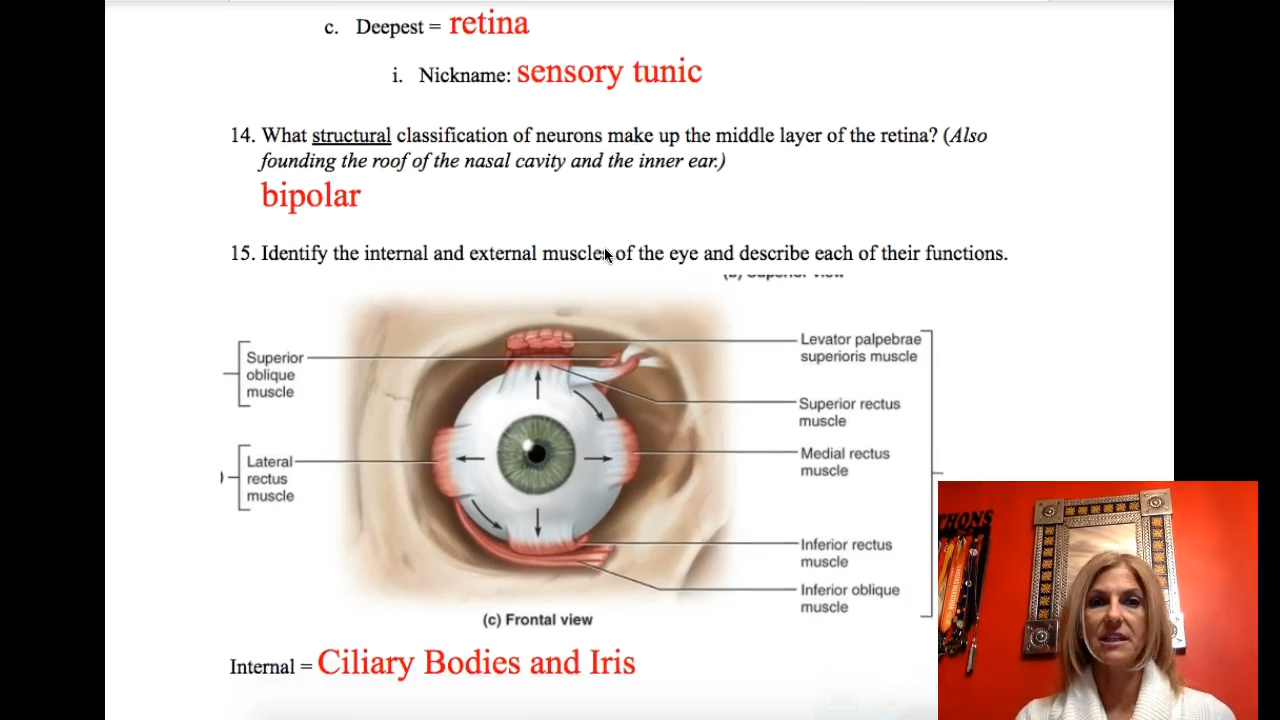 c. Deepest = retina
i. Nickname: sensory tunic
14. What structural classification of neurons make up the middle layer of the retina? (Also
founding the roof of the nasal cavity and the inner ear.)
bipolar
15. Identify the internal and external muscles of the eye and describe each of their functions.
Superior
oblique
muscle
Lateral
rectus
muscle
Levator palpebrae
superioris muscle
Superior rectus
muscle
Medial rectus
muscle
Inferior rectus
muscle
Inferior oblique
muscle
(c) Frontal view
Internal = Ciliary Bodies and Iris